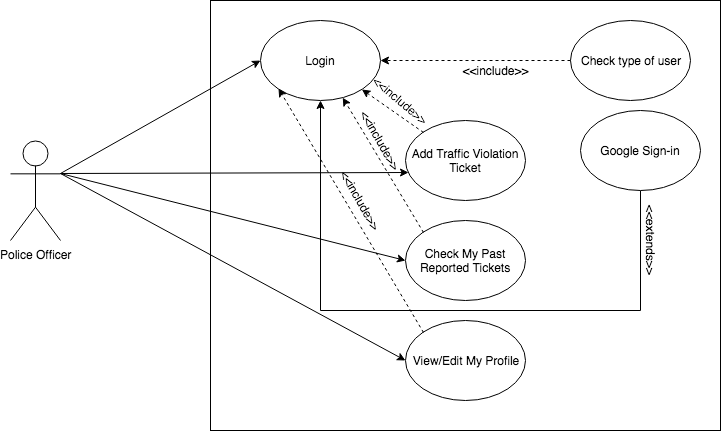 Login
Check type of user
<<include>>
<<include>>
Add Traffic Violation
Ticket
Google Sign-in
<<include>>
<<include>>
<<extends>>
Police Officer
Check My Past
Reported Tickets
View/Edit My Profile